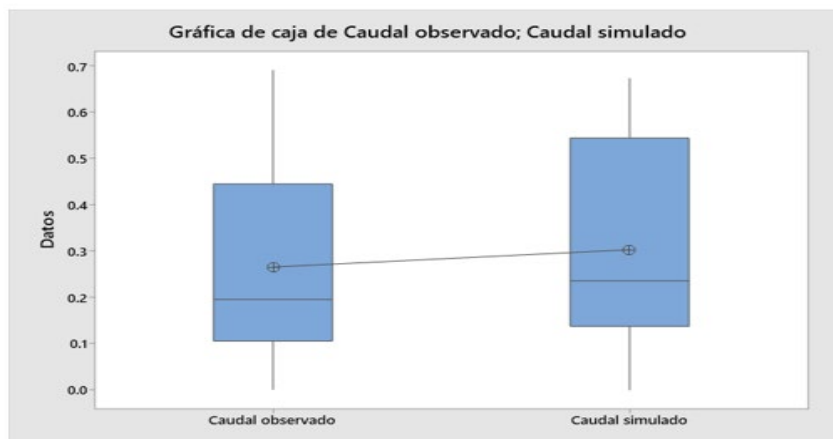 Gráfica de caja de Caudal observado; Caudal simulado
Datos
0.7
0.6
0.5
0.4
0.3
0.2
0.1
0.0
Caudal observado
Caudal simulado